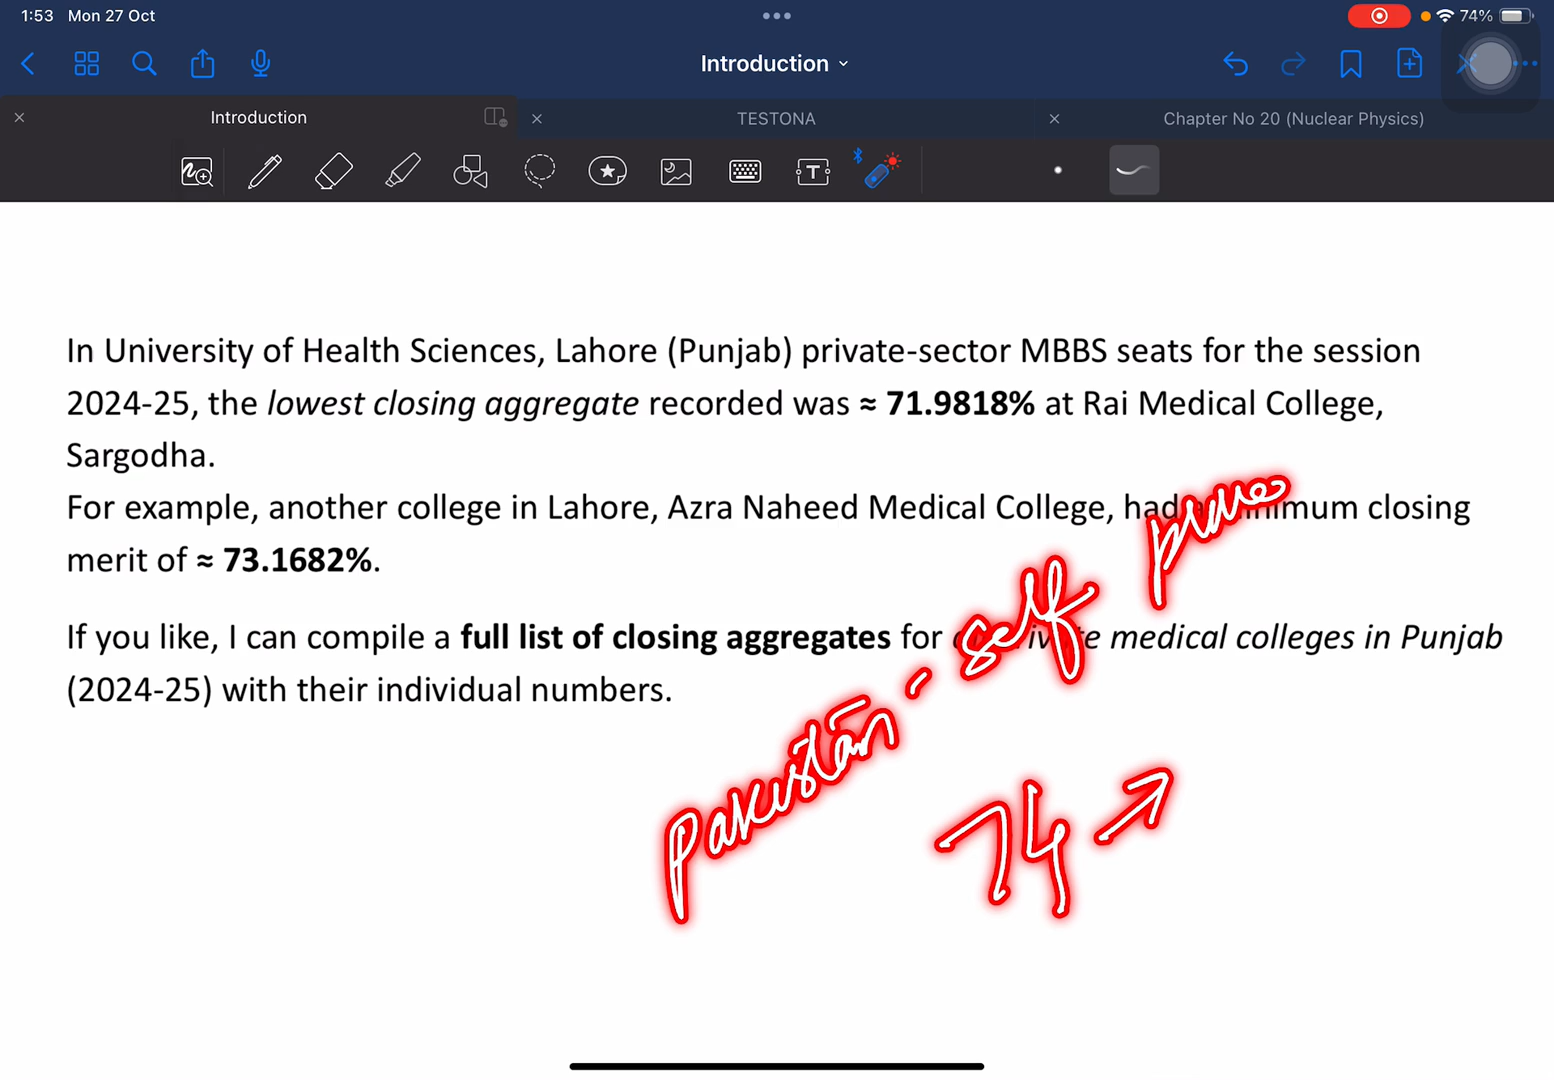 1:53 Mon 27 Oct
74%
Introduction
Introduction
TESTONA
Chapter No 20 (Nuclear Physics)
In University of Health Sciences, Lahore (Punjab) private-sector MBBS seats for the session
2024-25, the lowest closing aggregate recorded was ≈ 71.9818% at Rai Medical College,
Sargodha.
For example, another college in Lahore, Azra Naheed Medical College, had minimum closing
merit of ≈ 73.1682%.
If you like, I can compile a full list of closing aggregates for medical colleges in Punjab
(2024-25) with their individual numbers.
Pakistan - self
74 →